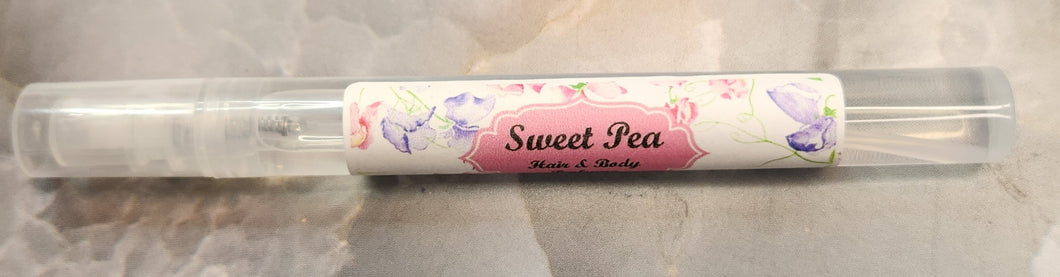 Sweet Pea
Hair & Body